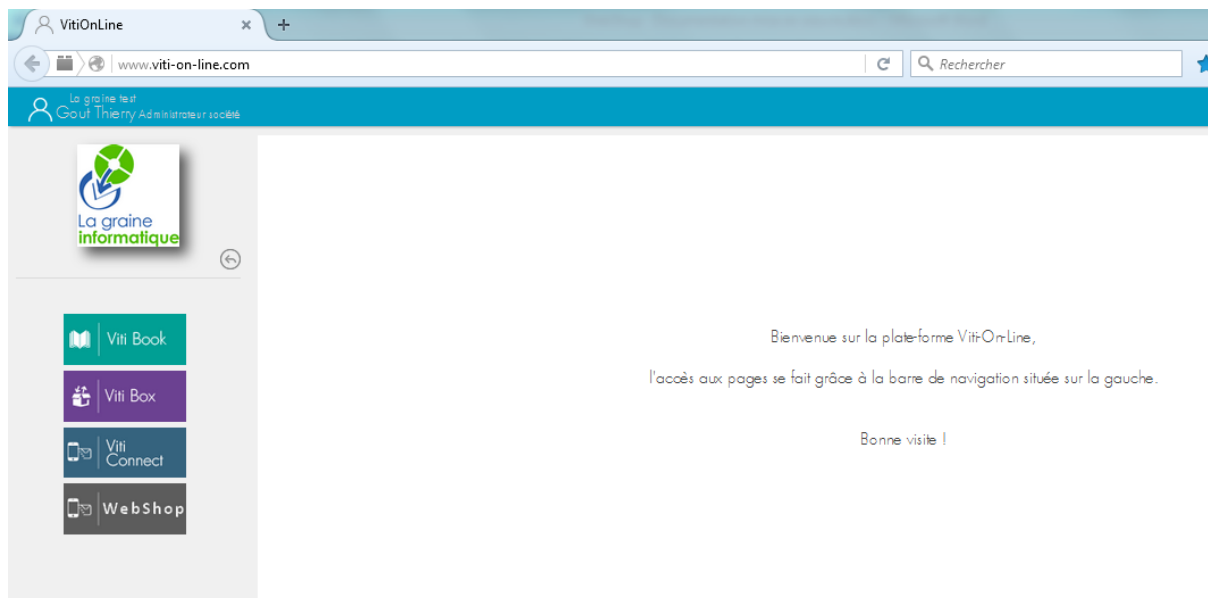 VitiOnLine
www.viti-on-line.com
Rechercher
La graine test
Gout Thierry Administrateur société
La graine
informatique
Viti Book
Viti Box
Viti
Connect
WebShop
Bienvenue sur la plate-forme Viti-On-Line,
l'accès aux pages se fait grâce à la barre de navigation située sur la gauche.
Bonne visite !